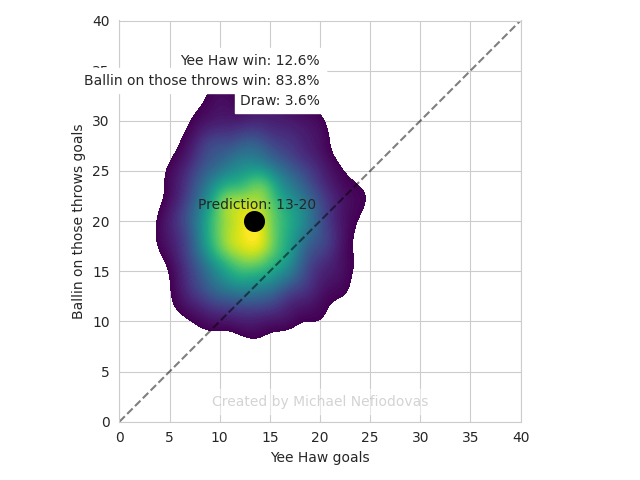 40
35
30
25
20
15
10
5
0
Ballin on those throws goals
Yee Haw win: 12.6%
Ballin on those throws win: 83.8%
Draw: 3.6%
Prediction: 13-20
Created by Michael Nefiodovas
0 5 10 15 20 25 30 35 40
Yee Haw goals